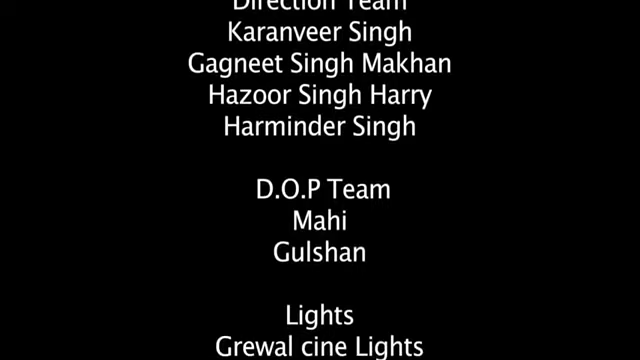 Direction Team
Karanveer Singh
Gagneet Singh Makhan
Hazoor Singh Harry
Harminder Singh
D.O.P Team
Mahi
Gulshan
Lights
Grewal cine Lights